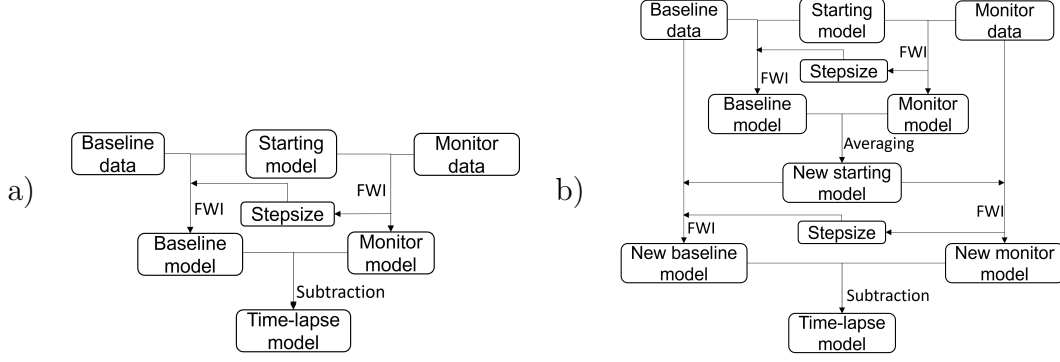 a)
Baseline
data
Starting
model
Monitor
data
FWI
FWI
Stepsize
Baseline
model
Monitor
model
Subtraction
Time-lapse
model
b)
Baseline
data
Starting
model
Monitor
data
FWI
Stepsize
FWI
Baseline
model
Monitor
model
Averaging
New starting
model
FWI
FWI
Stepsize
New baseline
model
New monitor
model
Subtraction
Time-lapse
model